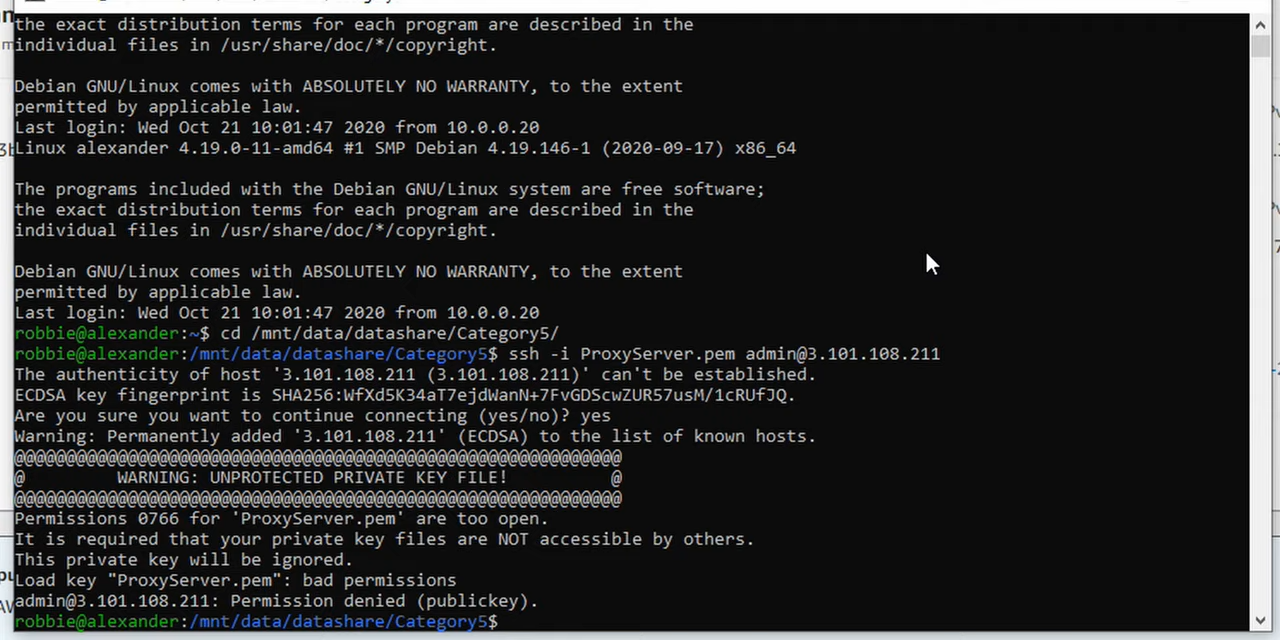 the exact distribution terms for each program are described in the
individual files in /usr/share/doc/*/copyright.
Debian GNU/Linux comes with ABSOLUTELY NO WARRANTY, to the extent
permitted by applicable law.
Last login: Wed Oct 21 10:01:47 2020 from 10.0.0.20
Linux alexander 4.19.0-11-amd64 #1 SMP Debian 4.19.146-1 (2020-09-17) x86_64
The programs included with the Debian GNU/Linux system are free software;
the exact distribution terms for each program are described in the
individual files in /usr/share/doc/*/copyright.
Debian GNU/Linux comes with ABSOLUTELY NO WARRANTY, to the extent
permitted by applicable law.
Last login: Wed Oct 21 10:01:47 2020 from 10.0.0.20
robbie@alexander:~$ cd /mnt/data/datashare/Category5/
robbie@alexander:/mnt/data/datashare/Category5$ ssh -i ProxyServer.pem admin@3.101.108.211
The authenticity of host '3.101.108.211 (3.101.108.211)' can't be established.
ECDSA key fingerprint is SHA256:WfXd5K34aT7ejdWanN+7FvGDScwZUR57usM/1cRUfJQ.
Are you sure you want to continue connecting (yes/no)? yes
Warning: Permanently added '3.101.108.211' (ECDSA) to the list of known hosts.
@@@@@@@@@@@@@@@@@@@@@@@@@@@@@@@@@@@@@@@@@@@@@@@@@@@@@@@@@@@
@         WARNING: UNPROTECTED PRIVATE KEY FILE!          @
@@@@@@@@@@@@@@@@@@@@@@@@@@@@@@@@@@@@@@@@@@@@@@@@@@@@@@@@@@@
Permissions 0766 for 'ProxyServer.pem' are too open.
It is required that your private key files are NOT accessible by others.
This private key will be ignored.
Load key "ProxyServer.pem": bad permissions
admin@3.101.108.211: Permission denied (publickey).
robbie@alexander:/mnt/data/datashare/Category5$